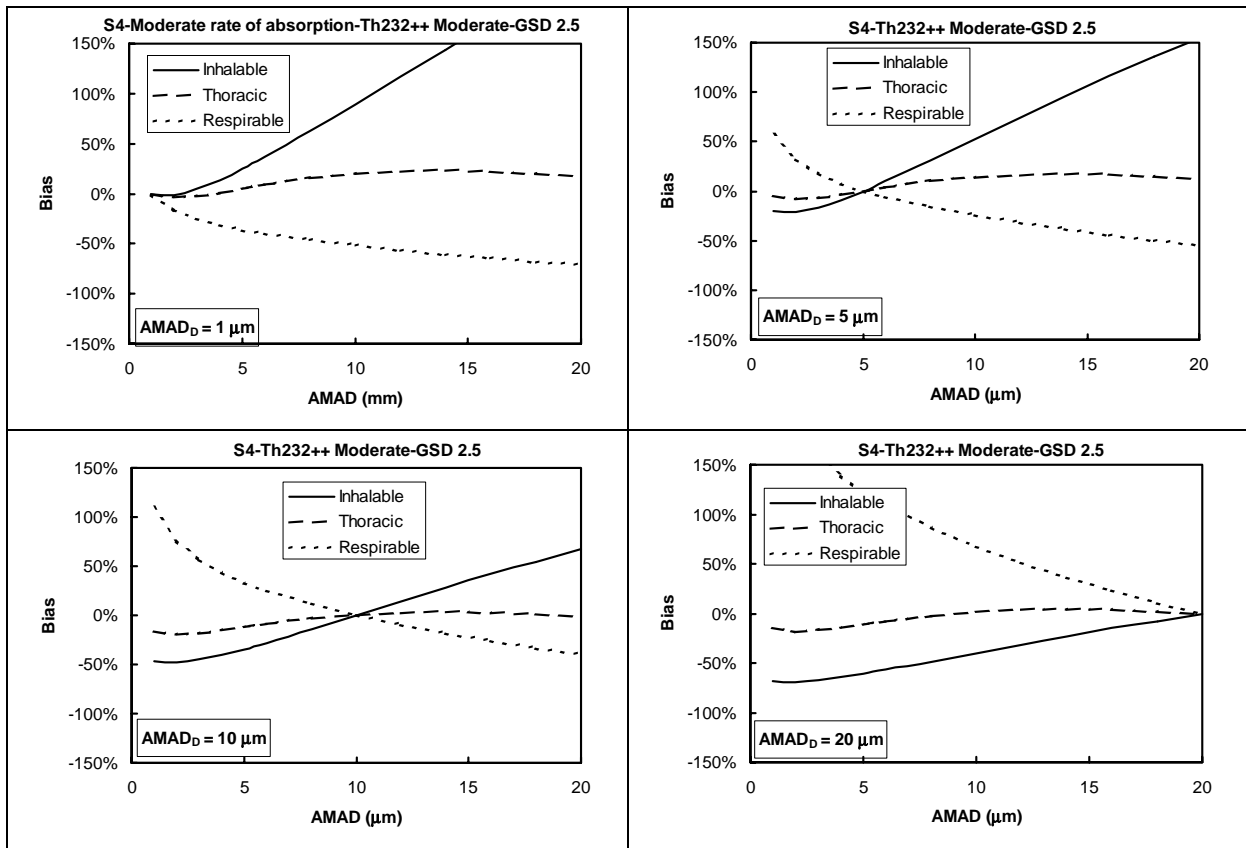 S4-Moderate rate of absorption-Th232++ Moderate-GSD 2.5
150%
100%
50%
0%
-50%
-100%
-150%
Bias
Inhalable
Thoracic
Respirable
AMAD_D = 1 μm
0 5 10 15 20
AMAD (mm)
S4-Th232++ Moderate-GSD 2.5
150%
100%
50%
0%
-50%
-100%
-150%
Bias
Inhalable
Thoracic
Respirable
AMAD_D = 5 μm
0 5 10 15 20
AMAD (μm)
S4-Th232++ Moderate-GSD 2.5
150%
100%
50%
0%
-50%
-100%
-150%
Bias
Inhalable
Thoracic
Respirable
AMAD_D = 10 μm
0 5 10 15 20
AMAD (μm)
S4-Th232++ Moderate-GSD 2.5
150%
100%
50%
0%
-50%
-100%
-150%
Bias
Inhalable
Thoracic
Respirable
AMAD_D = 20 μm
0 5 10 15 20
AMAD (μm)